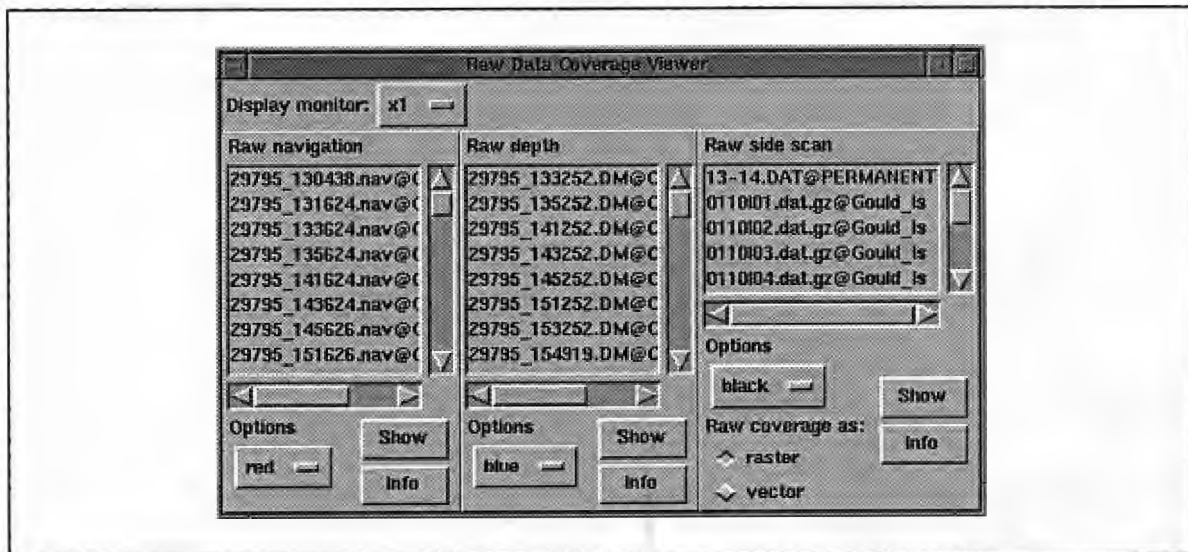 Raw Data Coverage Viewer
Display monitor: x1
Raw navigation
29795_130438.nav@C
29795_131624.nav@C
29795_133624.nav@C
29795_135624.nav@C
29795_141624.nav@C
29795_143624.nav@C
29795_145626.nav@C
29795_151626.nav@C
Options
red
Show
Info
Raw depth
29795_133252.DM@C
29795_135252.DM@C
29795_141252.DM@C
29795_143252.DM@C
29795_145252.DM@C
29795_151252.DM@C
29795_153252.DM@C
29795_154919.DM@C
Options
blue
Show
Info
Raw side scan
13-14.DAT@PERMANENT
0110l01.dat.gz@Gould_Is
0110l02.dat.gz@Gould_Is
0110l03.dat.gz@Gould_Is
0110l04.dat.gz@Gould_Is
Options
black
Show
Info
Raw coverage as:
raster
vector